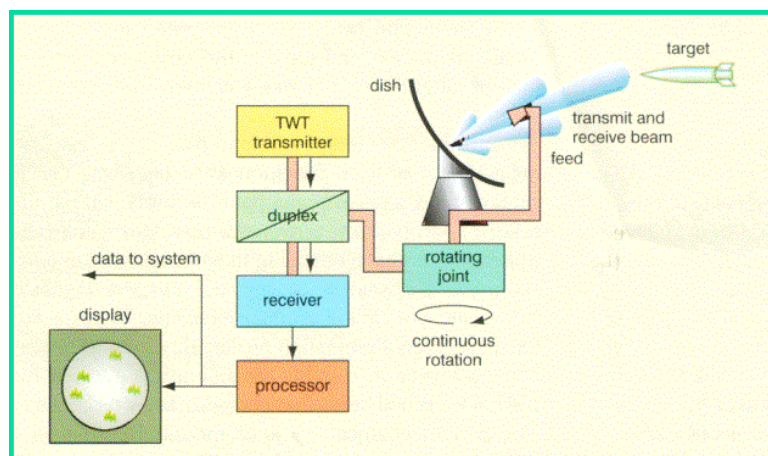 target
dish
TWT
transmitter
transmit and
receive beam
feed
duplex
data to system
rotating
joint
receiver
display
continuous
rotation
processor